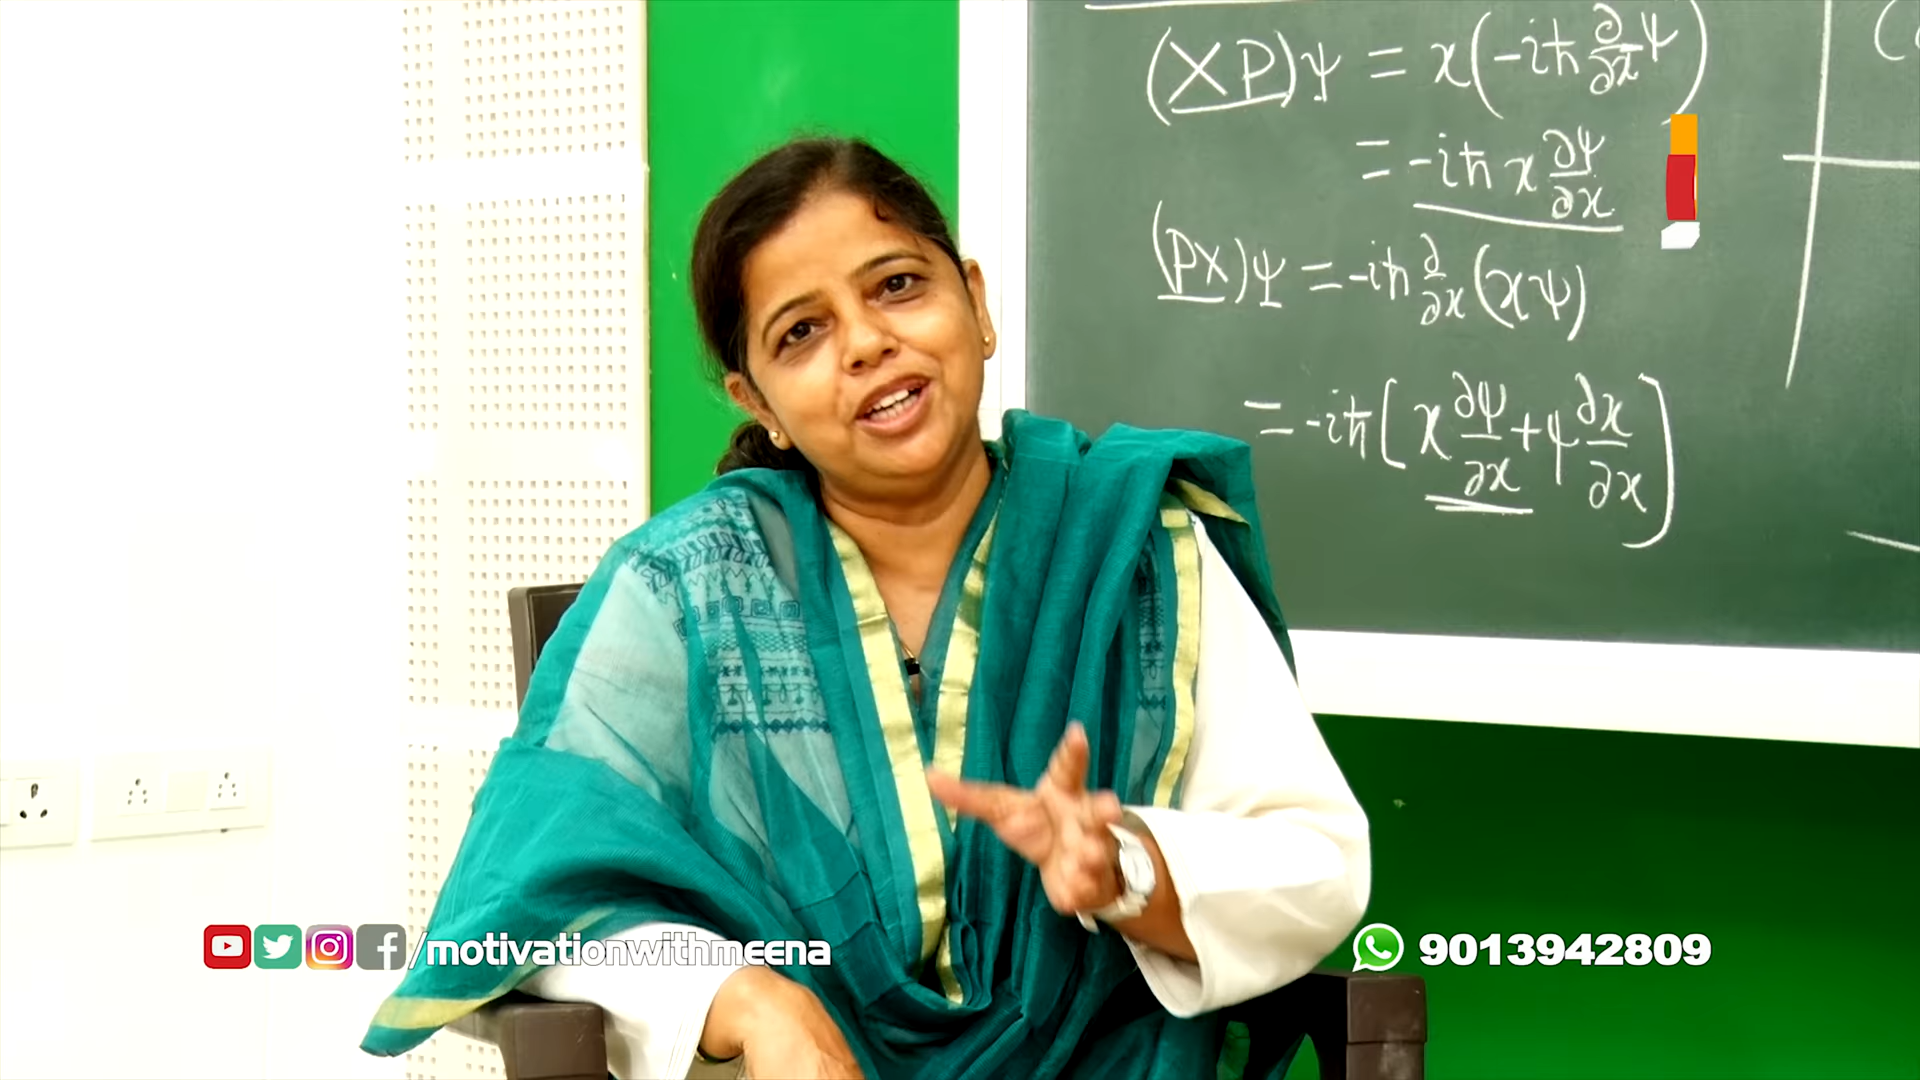 (XP)ψ = x(-iħ ∂/∂x ψ)
= -iħ x ∂ψ/∂x
(PX)ψ = -iħ ∂/∂x (xψ)
= -iħ [x ∂ψ/∂x + ψ ∂x/∂x]
/motivationwithmeena
9013942809